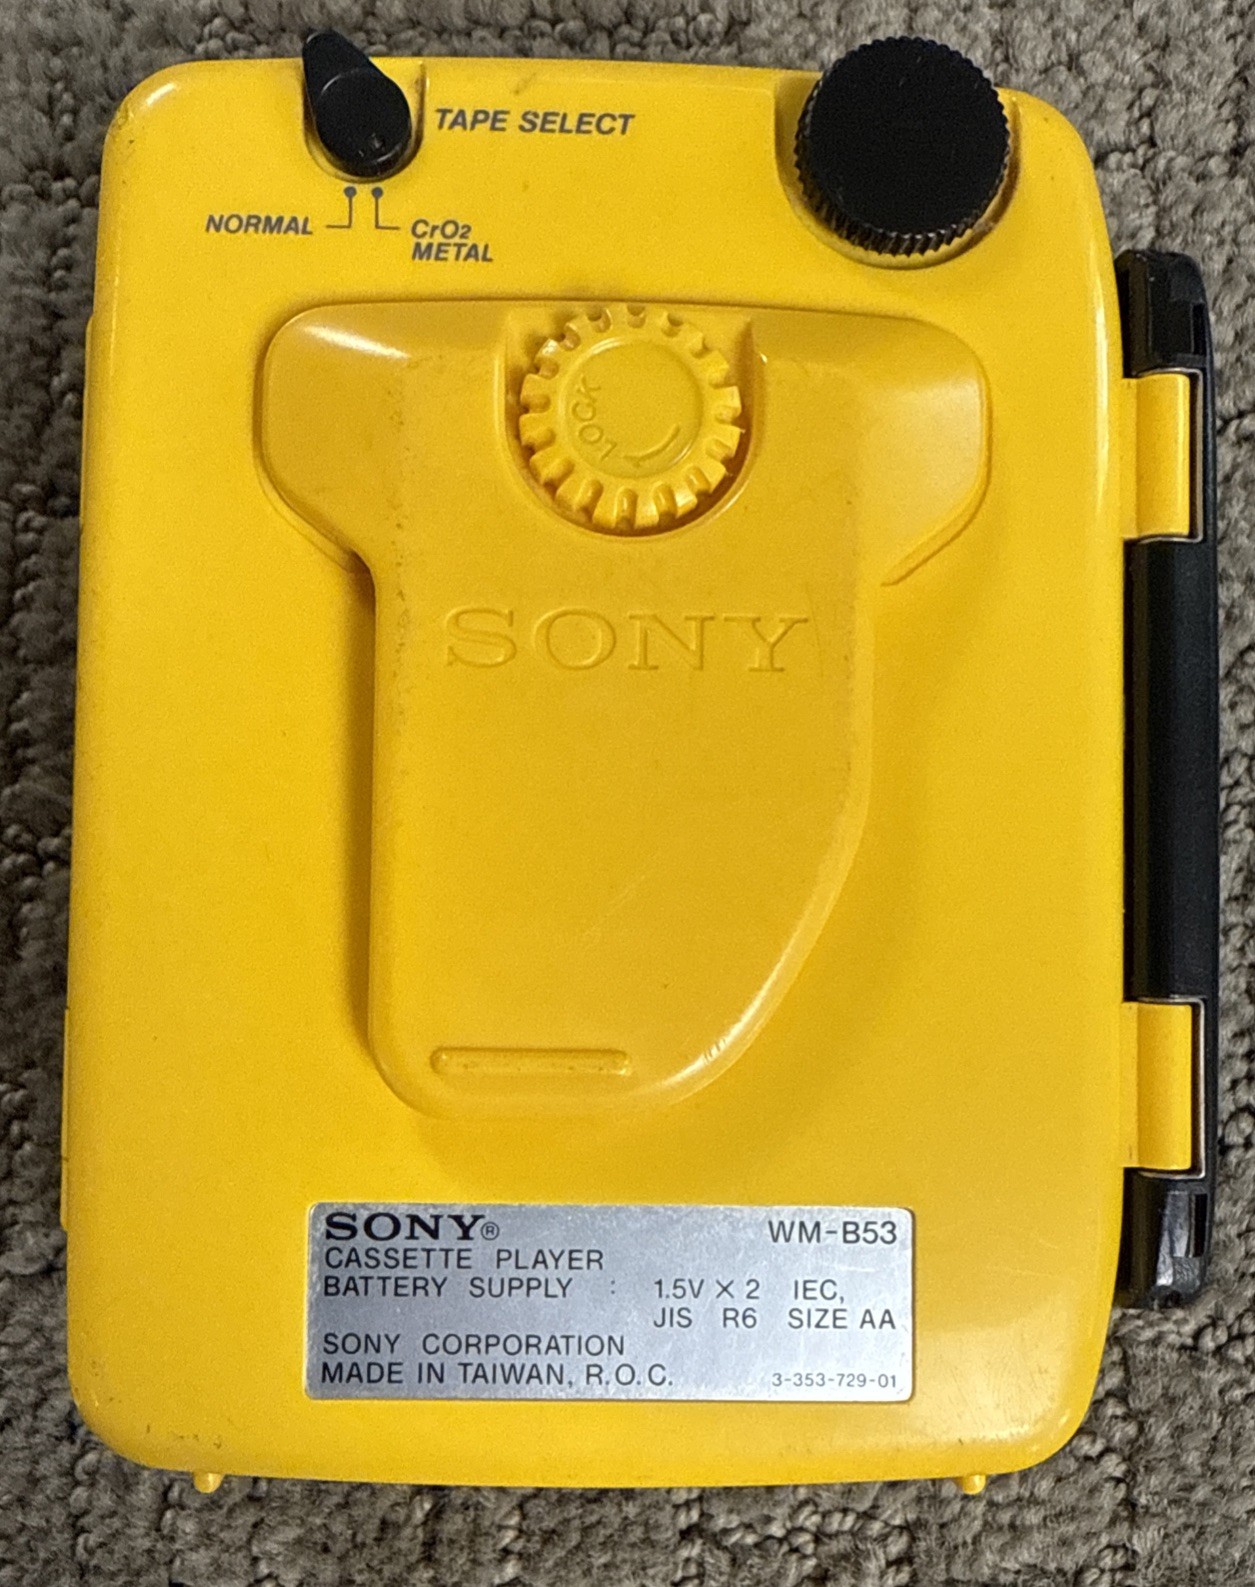 TAPE SELECT
NORMAL
CrO2
METAL
LOCK
SONY
SONY® WM-B53
CASSETTE PLAYER
BATTERY SUPPLY : 1.5V × 2 IEC,
JIS R6 SIZE AA
SONY CORPORATION
MADE IN TAIWAN, R.O.C. 3-353-729-01